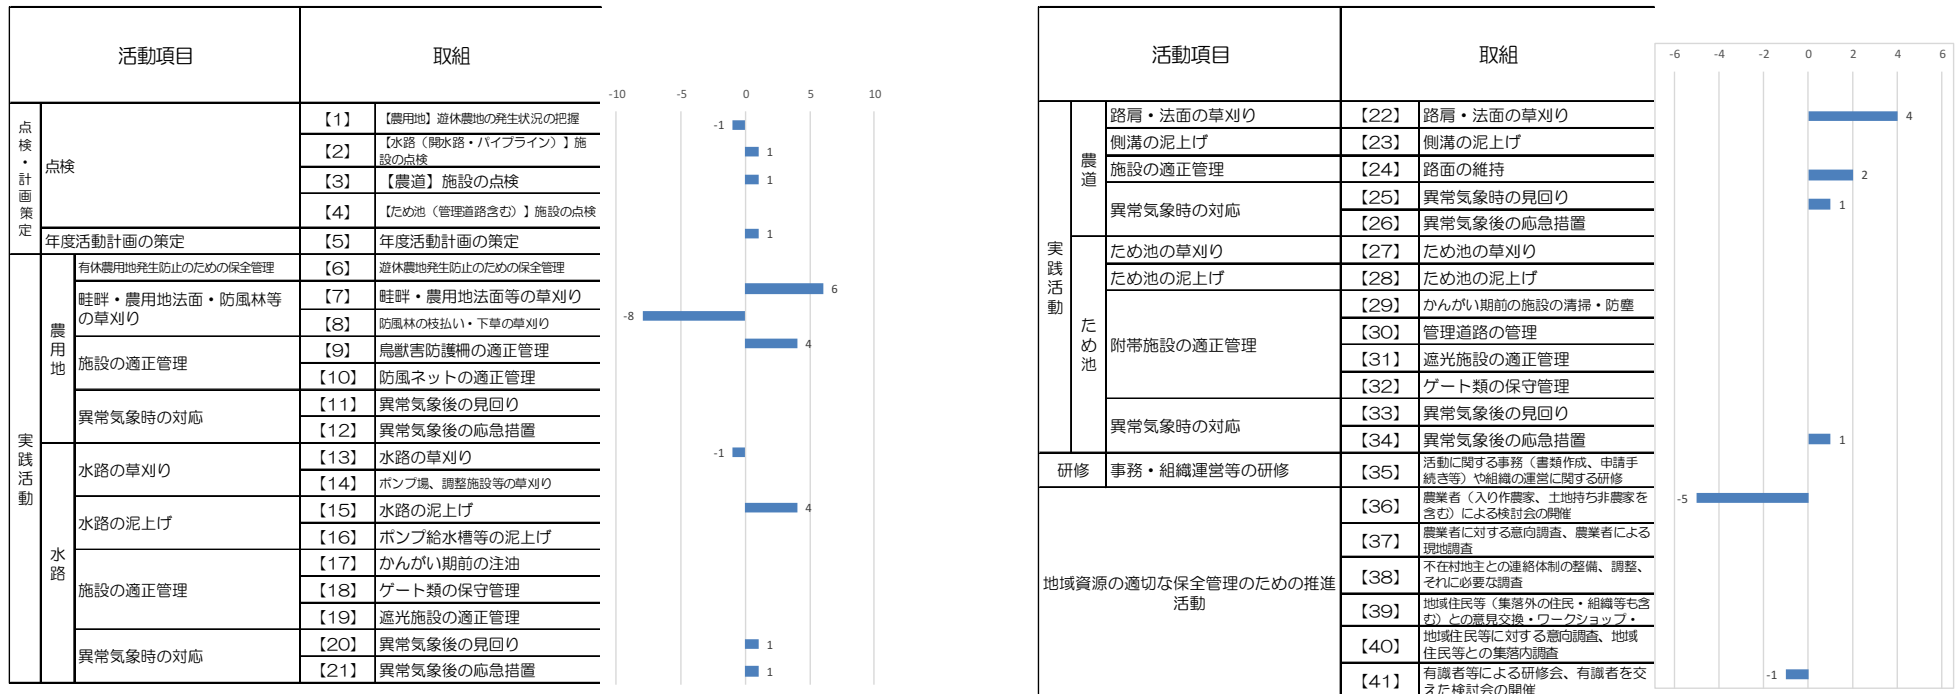 活動項目 取組
-10 -5 0 5 10
点検・計画策定
点検
【1】 【農用地】遊休農地の発生状況の把握 -1
【2】 【水路（開水路・パイプライン）】施
設の点検 1
【3】 【農道】施設の点検 1
【4】 【ため池（管理道路含む）】施設の点検
年度活動計画の策定 【5】 年度活動計画の策定 1
実践活動
農用地
有休農用地発生防止のための保全管理 【6】 遊休農地発生防止のための保全管理
畦畔・農用地法面・防風林等
の草刈り
【7】 畦畔・農用地法面等の草刈り 6
【8】 防風林の枝払い・下草の草刈り -8
施設の適正管理
【9】 鳥獣害防護柵の適正管理 4
【10】 防風ネットの適正管理
異常気象時の対応
【11】 異常気象後の見回り
【12】 異常気象後の応急措置
水路
水路の草刈り
【13】 水路の草刈り -1
【14】 ポンプ場、調整施設等の草刈り
水路の泥上げ
【15】 水路の泥上げ 4
【16】 ポンプ給水槽等の泥上げ
施設の適正管理
【17】 かんがい期前の注油
【18】 ゲート類の保守管理
【19】 遮光施設の適正管理
異常気象時の対応
【20】 異常気象後の見回り 1
【21】 異常気象後の応急措置 1
活動項目 取組
-6 -4 -2 0 2 4 6
実践活動
農道
路肩・法面の草刈り 【22】 路肩・法面の草刈り 4
側溝の泥上げ 【23】 側溝の泥上げ
施設の適正管理 【24】 路面の維持 2
異常気象時の対応
【25】 異常気象時の見回り 1
【26】 異常気象後の応急措置
ため池
ため池の草刈り 【27】 ため池の草刈り
ため池の泥上げ 【28】 ため池の泥上げ
附帯施設の適正管理
【29】 かんがい期前の施設の清掃・防塵
【30】 管理道路の管理
【31】 遮光施設の適正管理
【32】 ゲート類の保守管理
異常気象時の対応
【33】 異常気象後の見回り
【34】 異常気象後の応急措置 1
研修 事務・組織運営等の研修 【35】 活動に関する事務（書類作成、申請手
続き等）や組織の運営に関する研修
地域資源の適切な保全管理のための推進
活動
【36】 農業者（入り作農家、土地持ち非農家を
含む）による検討会の開催 -5
【37】 農業者に対する意向調査、農業者による
現地調査
【38】 不在村地主との連絡体制の整備、調整、
それに必要な調査
【39】 地域住民等（集落外の住民・組織等も含
む）との意見交換・ワークショップ・
【40】 地域住民等に対する意向調査、地域
住民等との集落内調査
【41】 有識者等による研修会、有識者を交
えた検討会の開催 -1